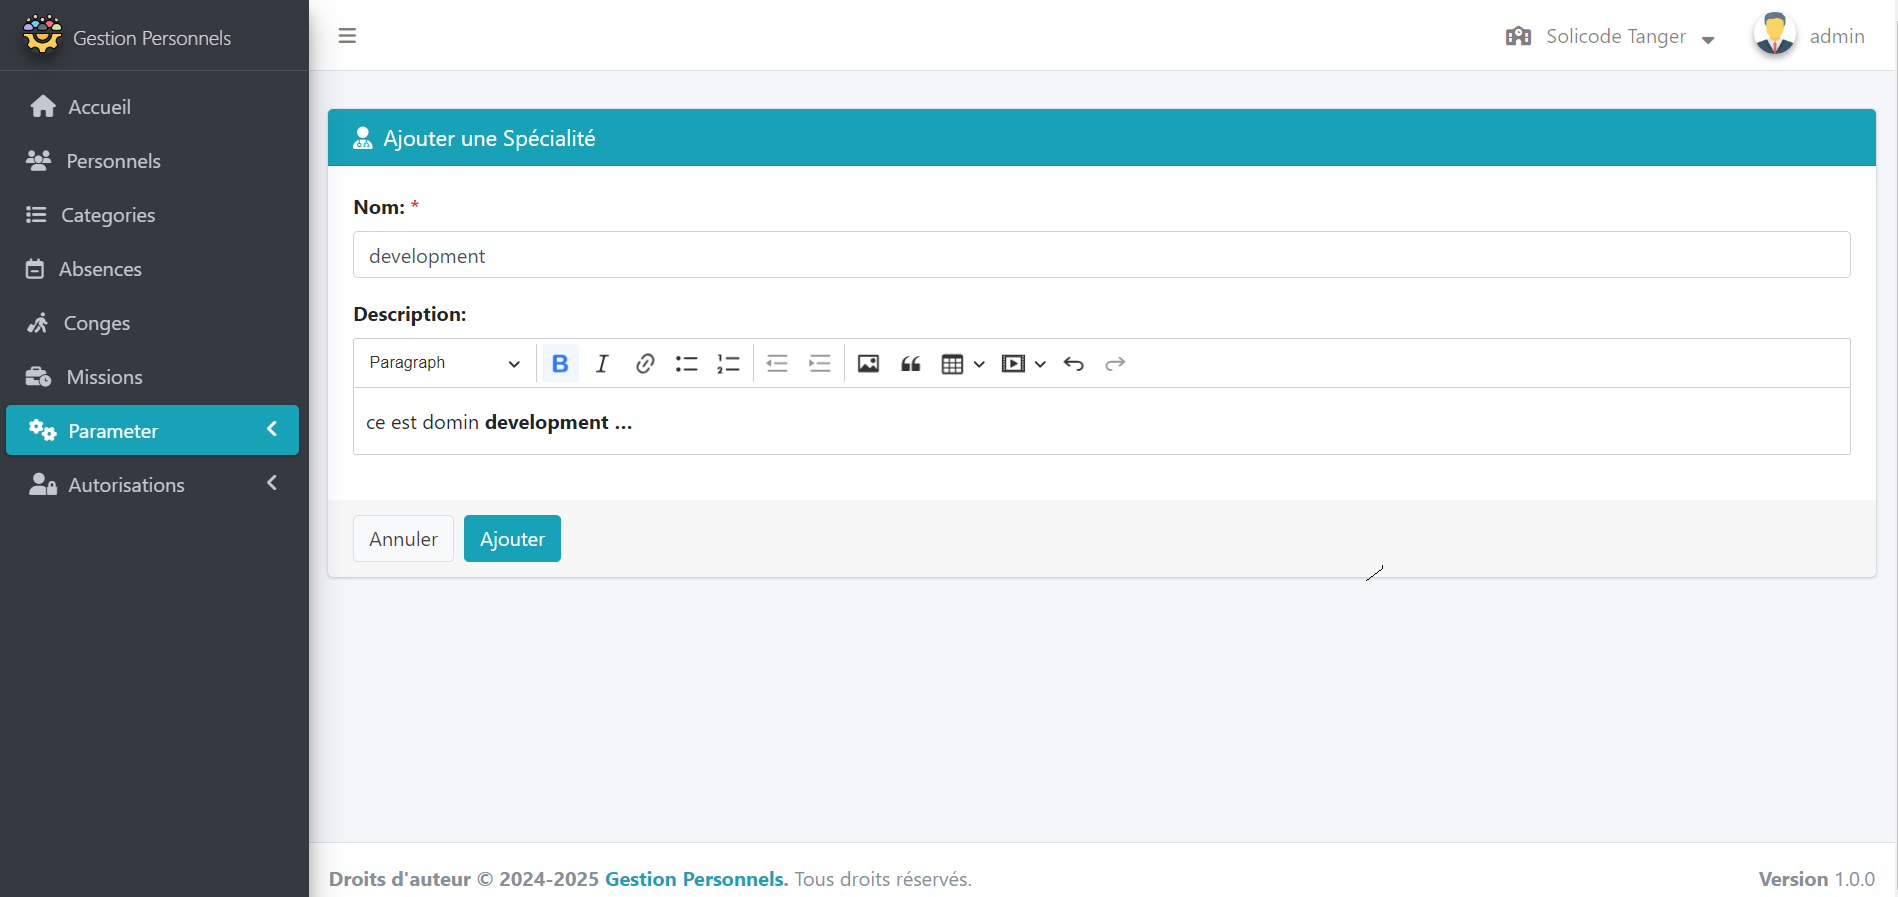 Gestion Personnels
Solicode Tanger
admin
Accueil
Personnels
Categories
Absences
Conges
Missions
Parameter
Autorisations
Ajouter une Spécialité
Nom: *
development
Description:
Paragraph
ce est domin development ...
Annuler
Ajouter
Droits d'auteur © 2024-2025 Gestion Personnels. Tous droits réservés.
Version 1.0.0